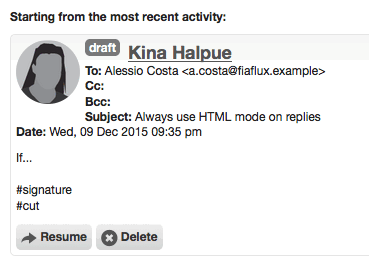 Starting from the most recent activity:
draft Kina Halpue
To: Alessio Costa <a.costa@fiaflux.example>
Cc:
Bcc:
Subject: Always use HTML mode on replies
Date: Wed, 09 Dec 2015 09:35 pm
If...
#signature
#cut
Resume Delete